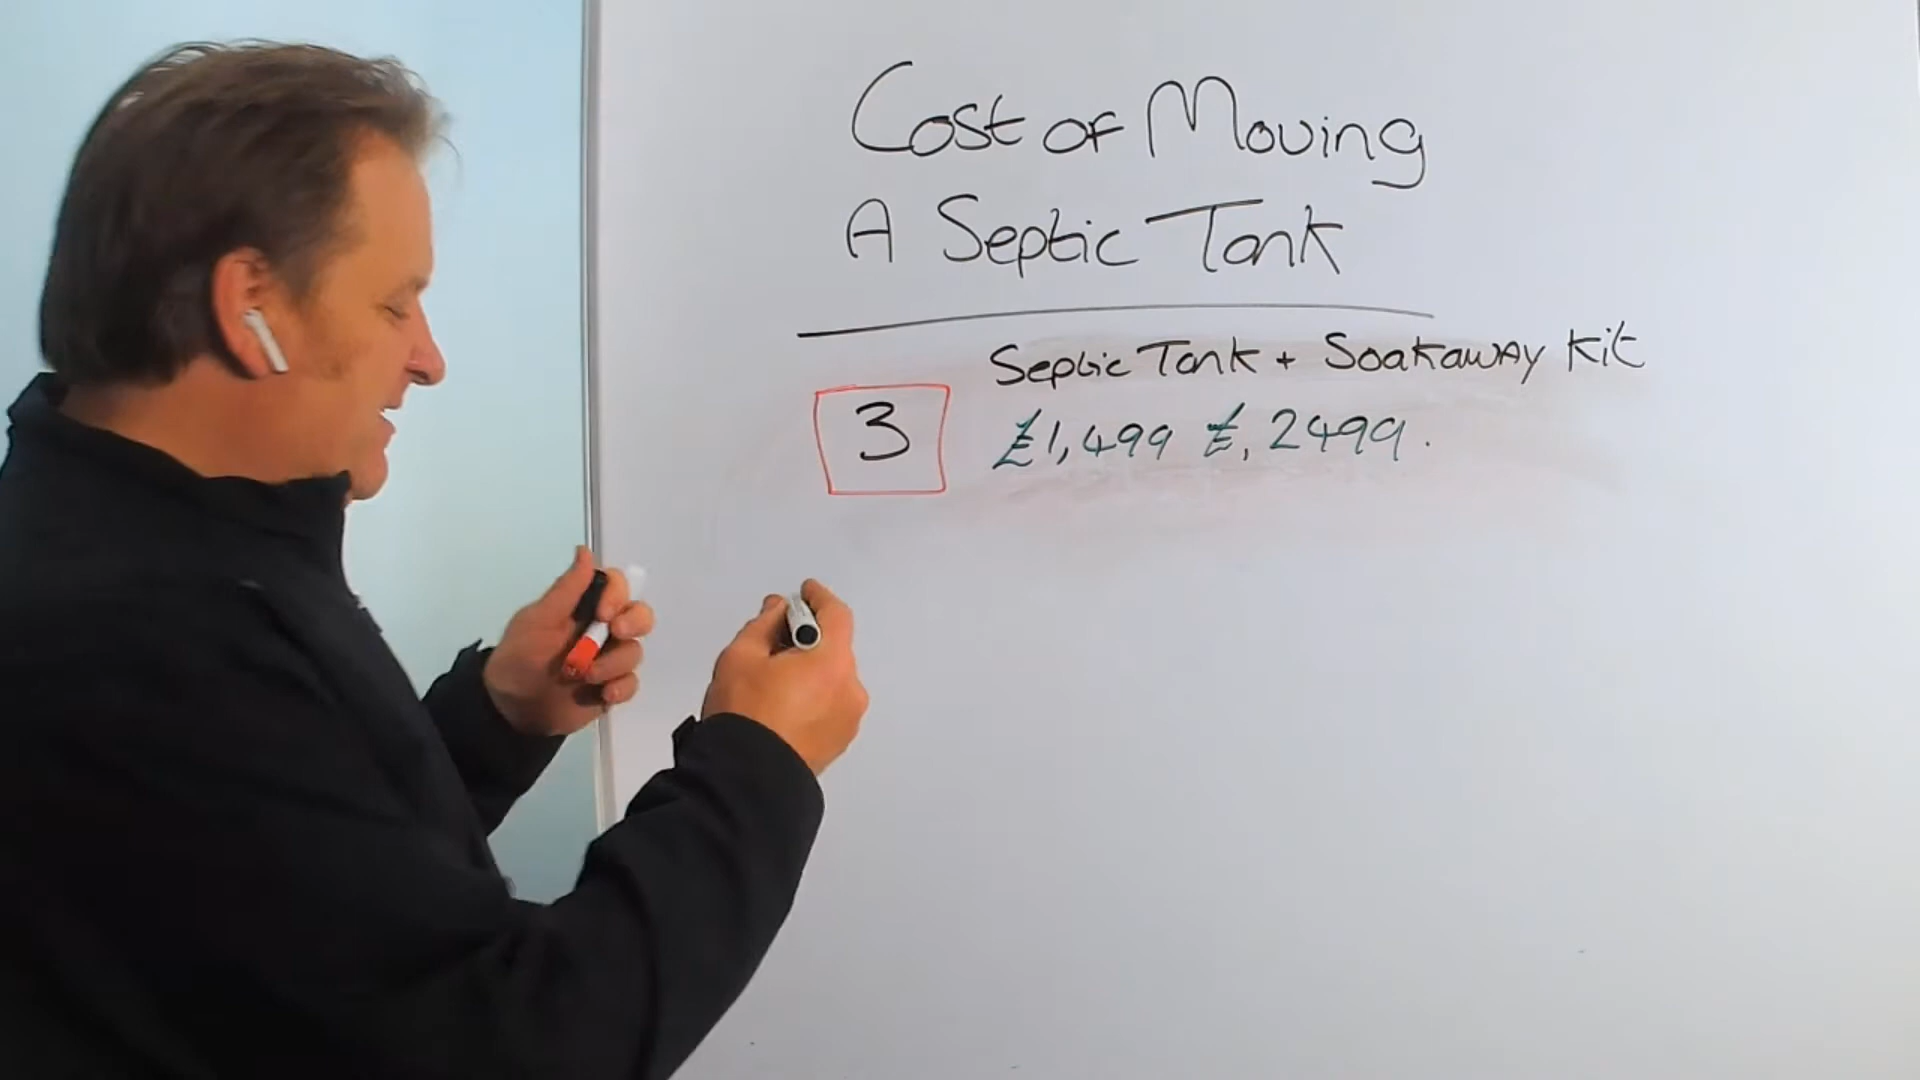 Cost of Moving
A Septic Tank
Septic Tank + Soakaway Kit
3
£1,499 £,2499.